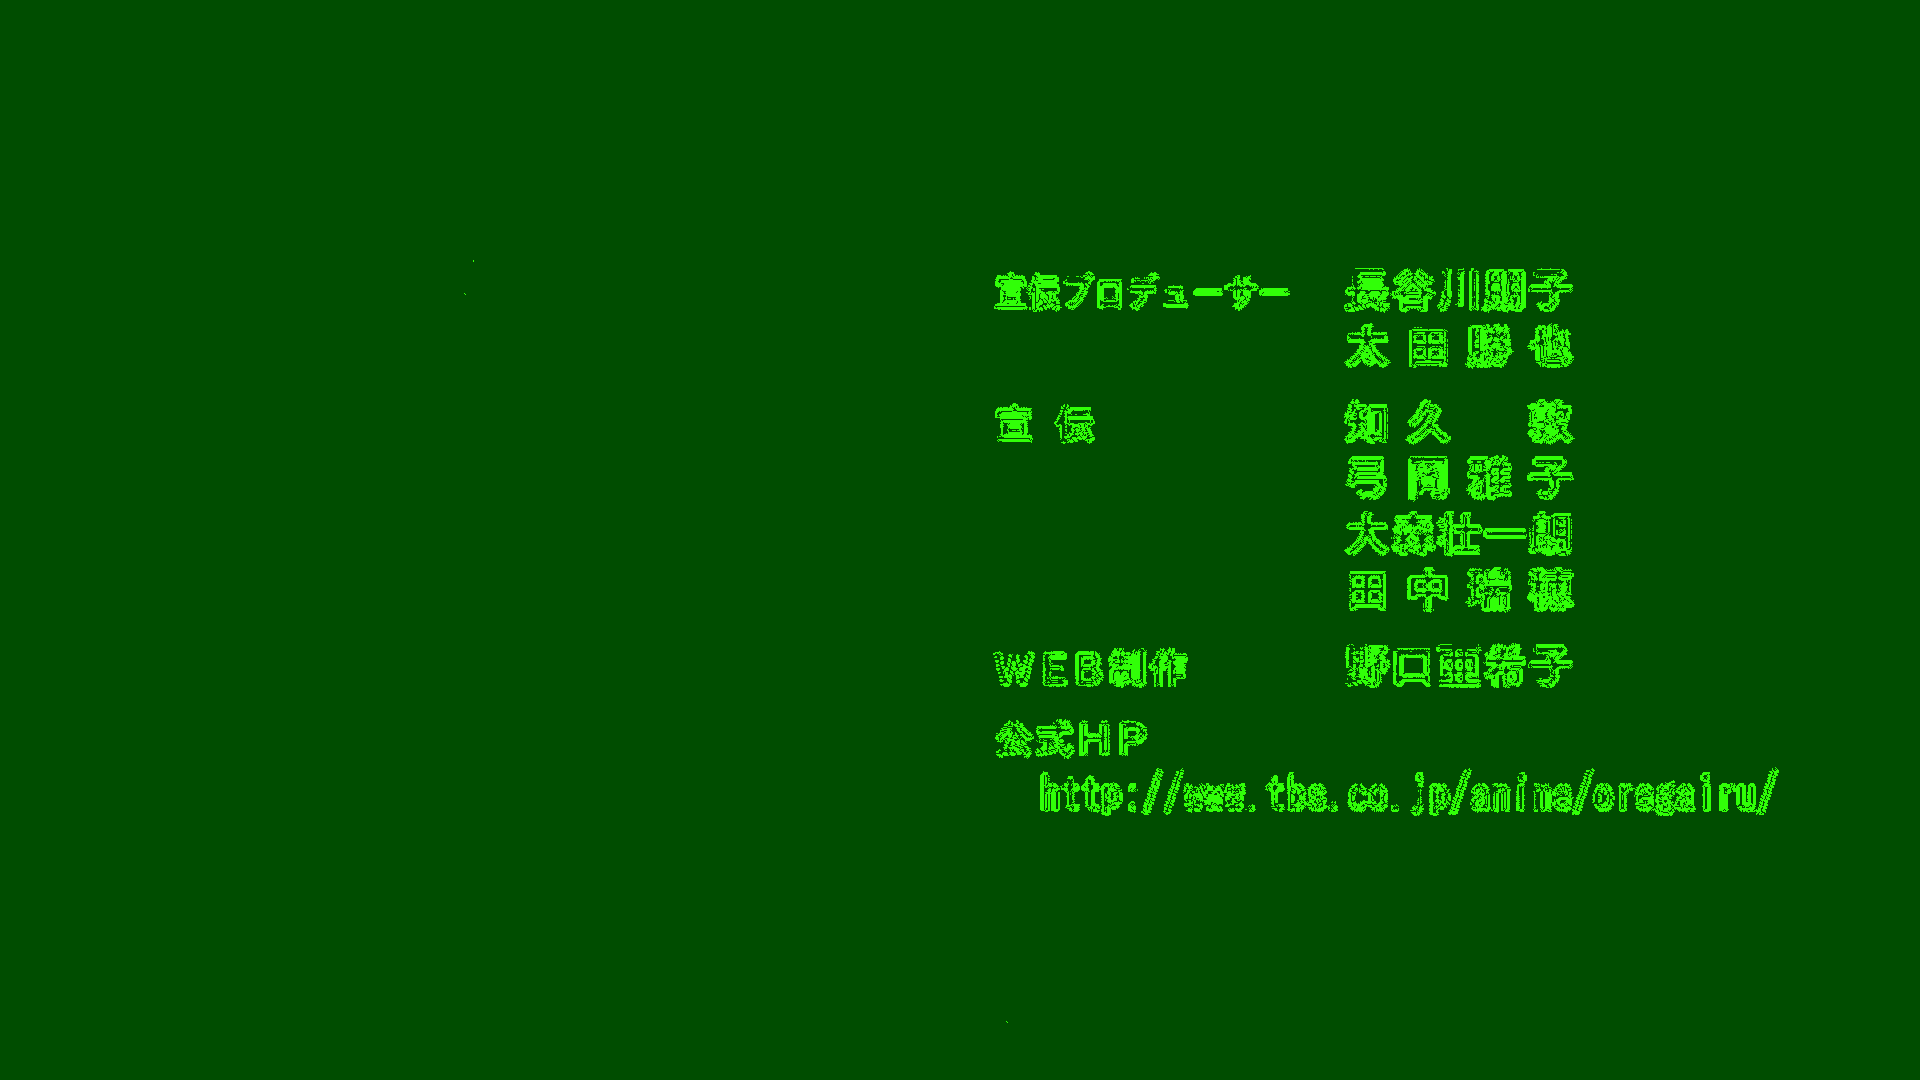 宣伝プロデューサー 長谷川朋子
太田勝也
宣伝 知久 敦
弓岡雅子
大森壮一朗
田中瑞穂
WEB制作 野口亜希子
公式HP
http://www.tbs.co.jp/anime/oregairu/